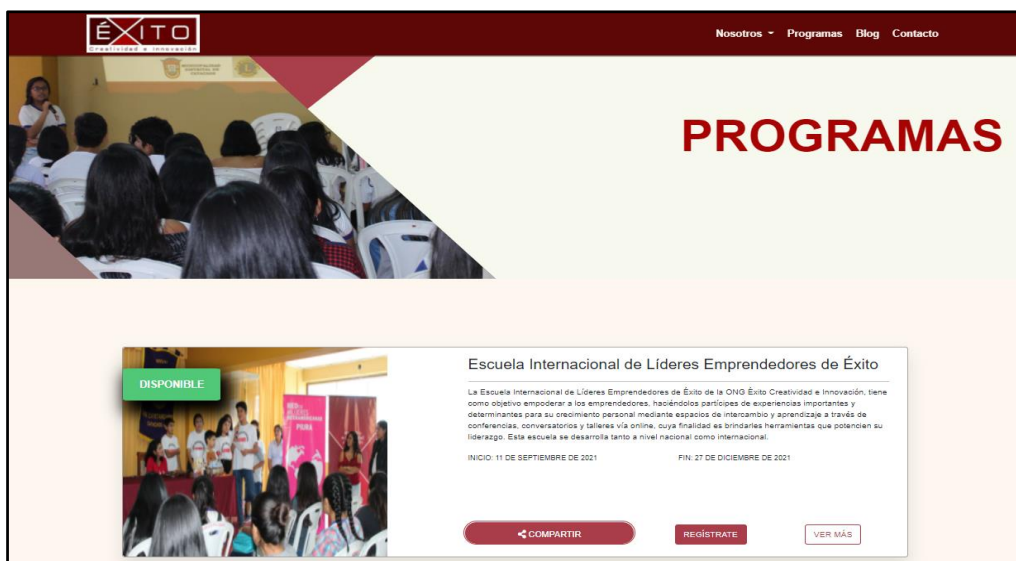 ÉXITO
Creatividad e innovación
Nosotros Programas Blog Contacto
PROGRAMAS
DISPONIBLE
PIURA
Escuela Internacional de Líderes Emprendedores de Éxito
La Escuela Internacional de Líderes Emprendedores de Éxito de la ONG Éxito Creatividad e Innovación, tiene
como objetivo empoderar a los emprendedores, haciéndolos partícipes de experiencias importantes y
determinantes para su crecimiento personal mediante espacios de intercambio y aprendizaje a través de
conferencias, conversatorios y talleres vía online, cuya finalidad es brindarles herramientas que potencien su
liderazgo. Esta escuela se desarrolla tanto a nivel nacional como internacional.
INICIO: 11 DE SEPTIEMBRE DE 2021 FIN: 27 DE DICIEMBRE DE 2021
COMPARTIR REGÍSTRATE VER MÁS